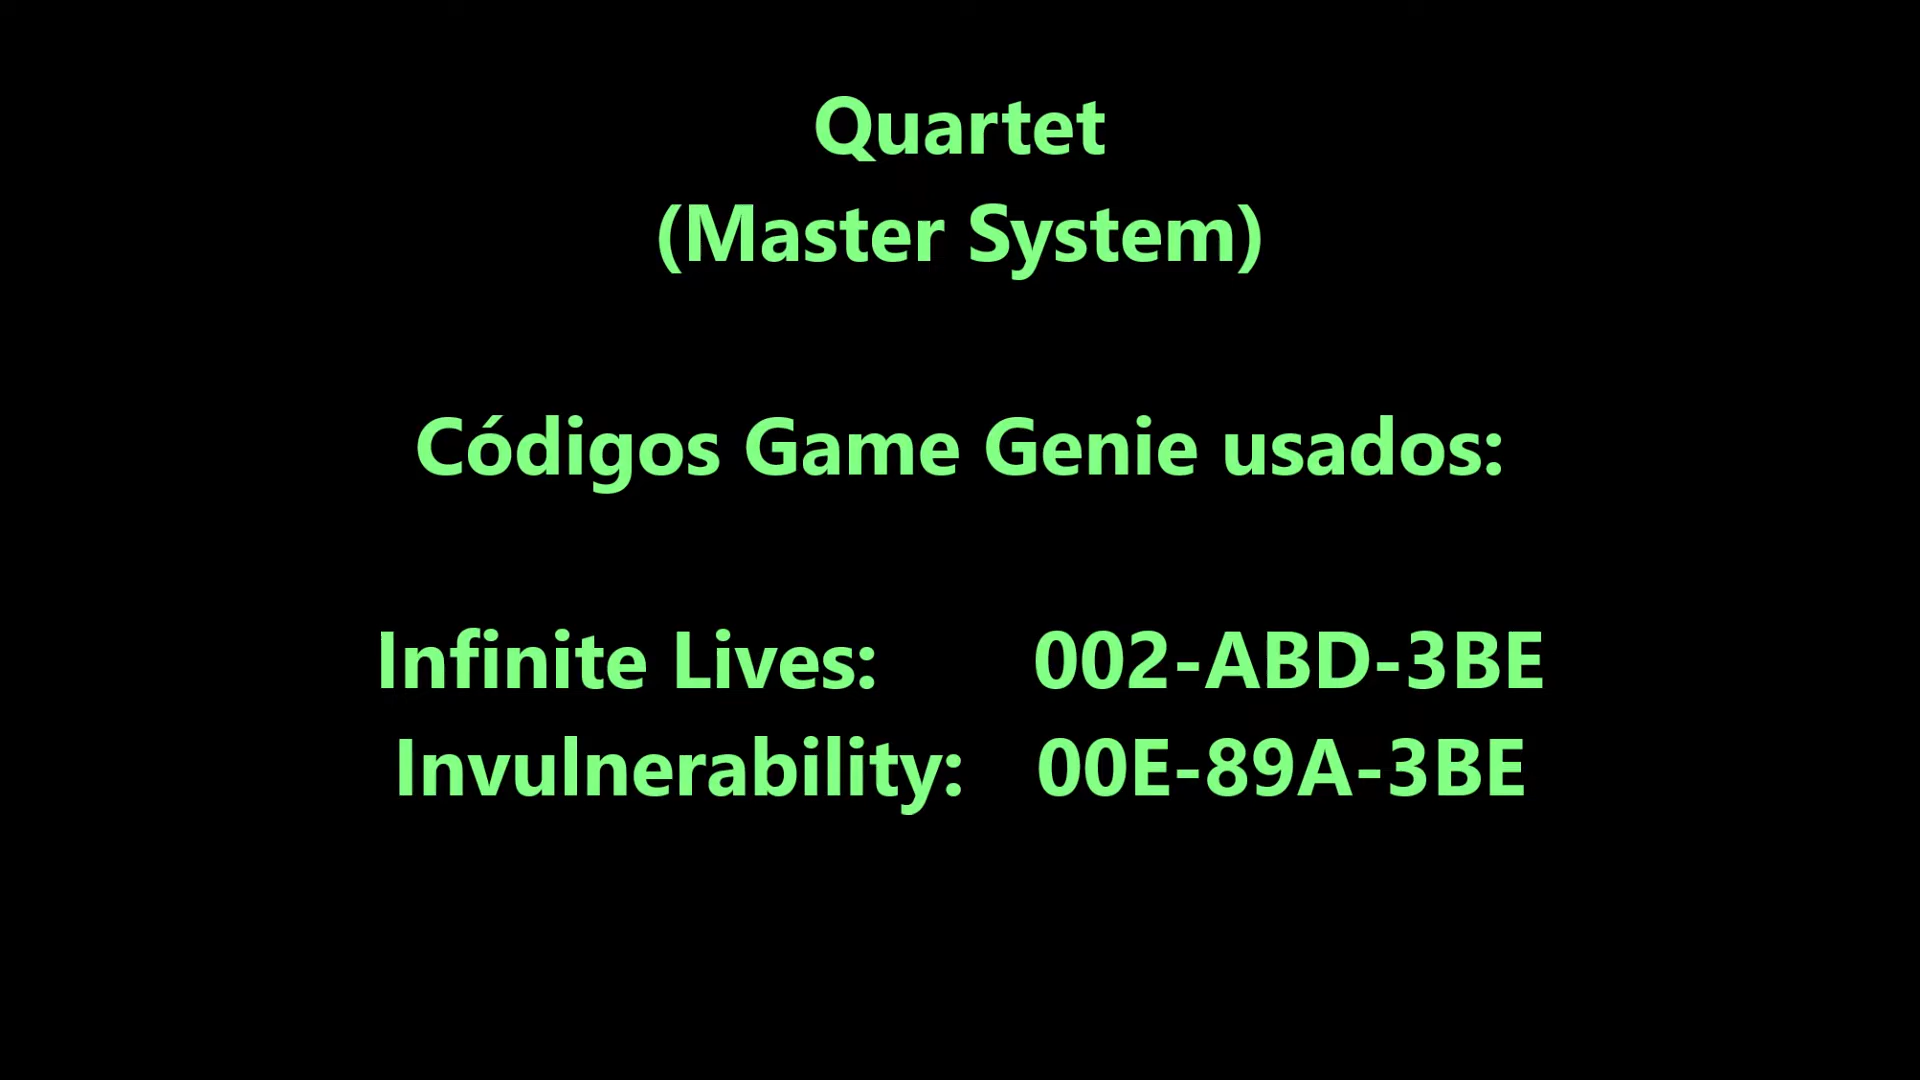 Quartet
(Master System)
Códigos Game Genie usados:
Infinite Lives: 002-ABD-3BE
Invulnerability: 00E-89A-3BE